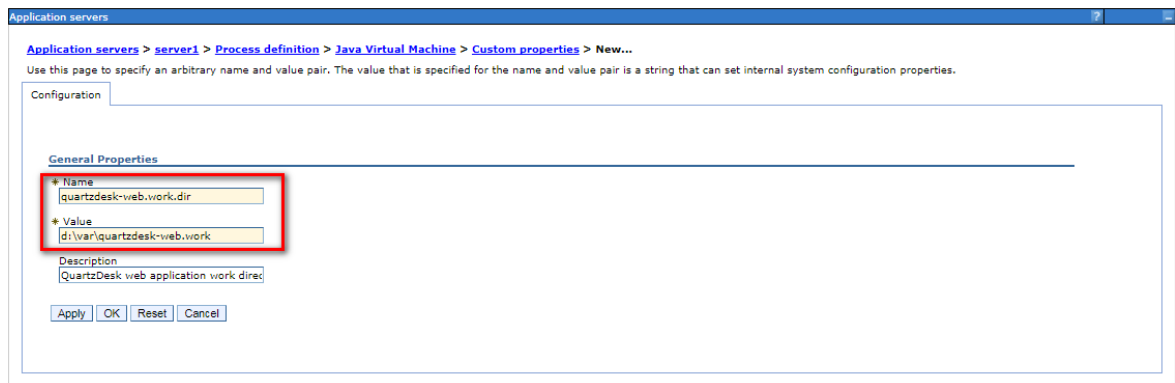 Application servers ? –
Application servers > server1 > Process definition > Java Virtual Machine > Custom properties > New...
Use this page to specify an arbitrary name and value pair. The value that is specified for the name and value pair is a string that can set internal system configuration properties.
Configuration
General Properties
* Name
quartzdesk-web.work.dir
* Value
d:\var\quartzdesk-web.work
Description
QuartzDesk web application work direc
Apply OK Reset Cancel